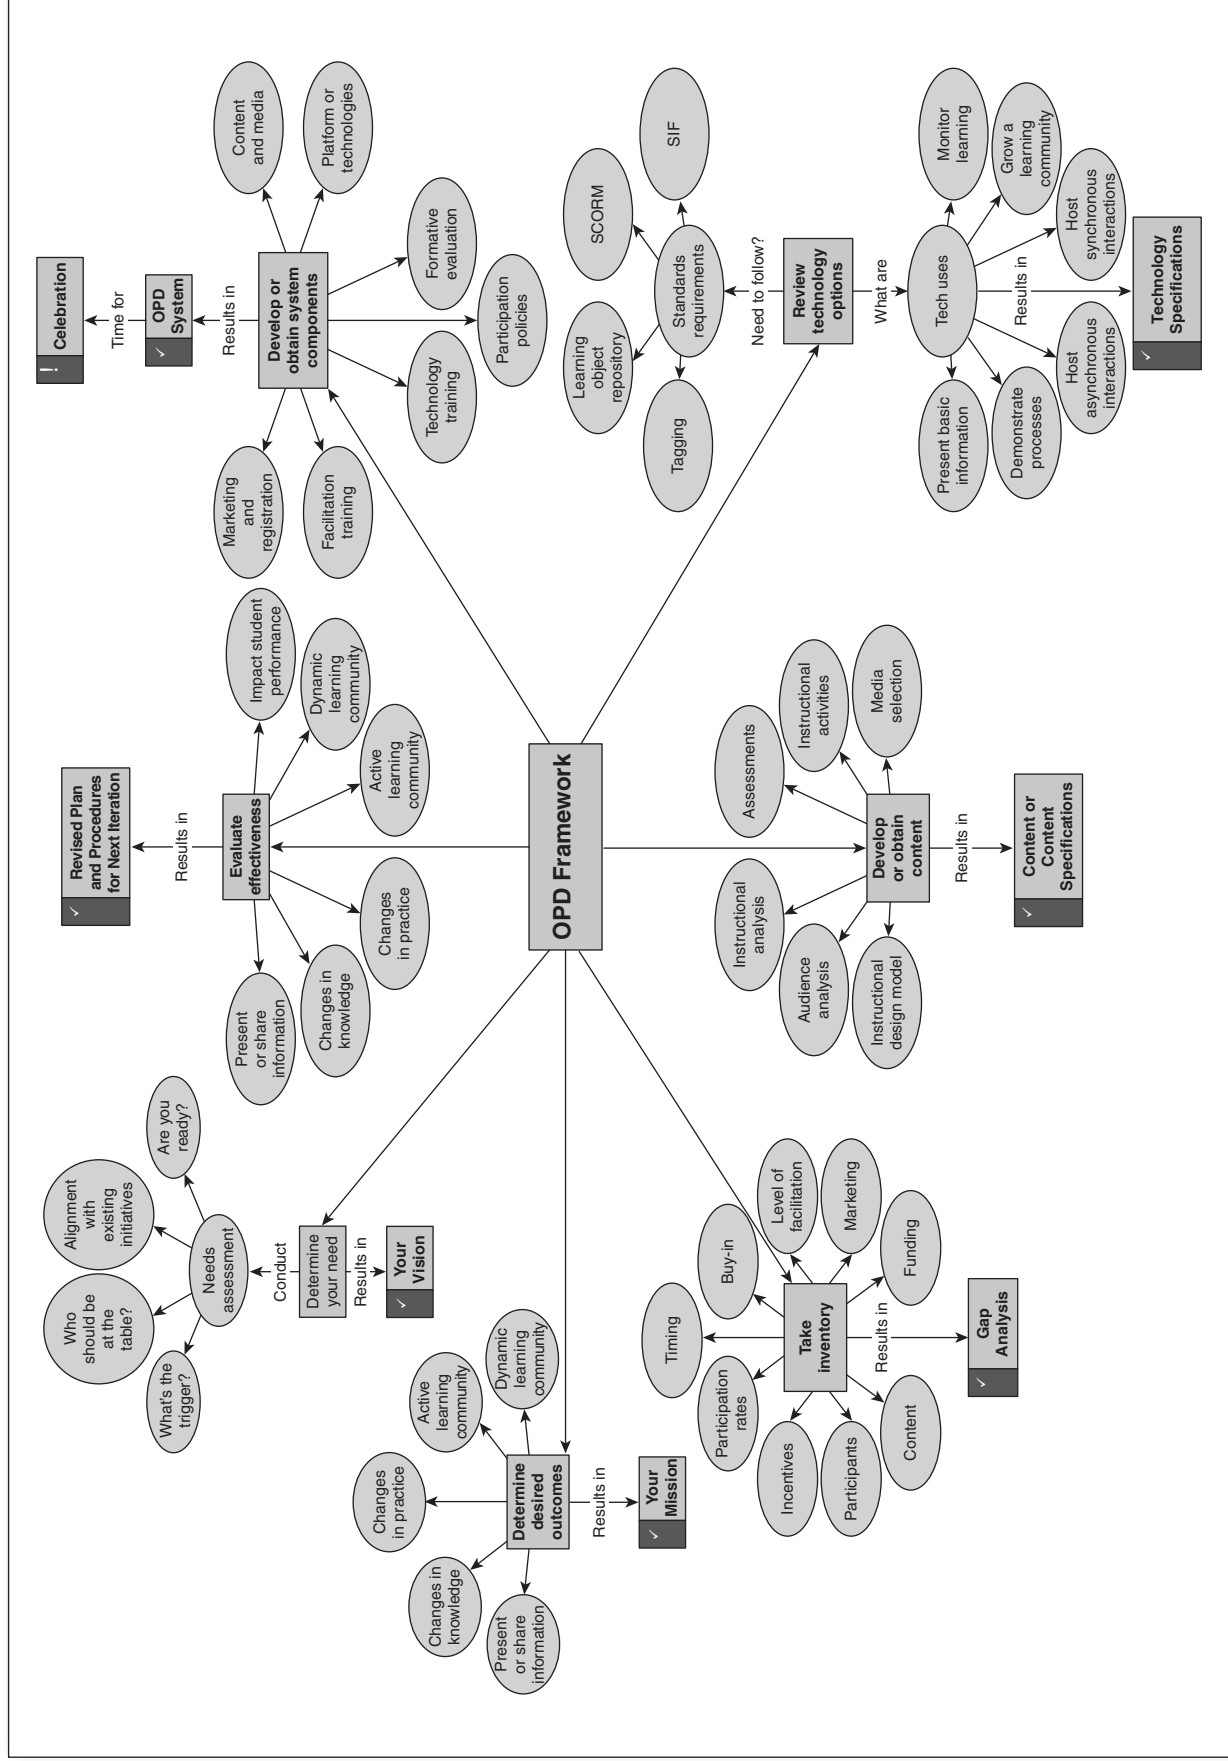 What's the
trigger?
Who
should be
at the
table?
Alignment
with
existing
initiatives
Are you
ready?
Needs
assessment
Conduct
Determine
your need
Results in
✓
Your
Vision
✓
Revised Plan
and Procedures
for Next Iteration
Results in
Evaluate
effectiveness
Present
or share
information
Changes in
knowledge
Changes
in practice
Active
learning
community
Dynamic
learning
community
Impact student
performance
!
Celebration
Time for
✓
OPD
System
Results in
Develop or
obtain system
components
Marketing
and
registration
Facilitation
training
Technology
training
Participation
policies
Formative
evaluation
Platform or
technologies
Content
and media
Present
or share
information
Changes in
knowledge
Changes
in practice
Active
learning
community
Dynamic
learning
community
Determine
desired
outcomes
Results in
✓
Your
Mission
OPD Framework
Learning
object
repository
SCORM
Tagging
SIF
Standards
requirements
Need to follow?
Review
technology
options
What are
Tech uses
Present basic
information
Demonstrate
processes
Host
asynchronous
interactions
Host
synchronous
interactions
Grow a
learning
community
Monitor
learning
Results in
✓
Technology
Specifications
Timing
Participation
rates
Buy-in
Incentives
Level of
facilitation
Participants
Marketing
Content
Funding
Take
inventory
Results in
✓
Gap
Analysis
Instructional
analysis
Assessments
Audience
analysis
Instructional
activities
Instructional
design model
Media
selection
Develop
or obtain
content
Results in
✓
Content or
Content
Specifications